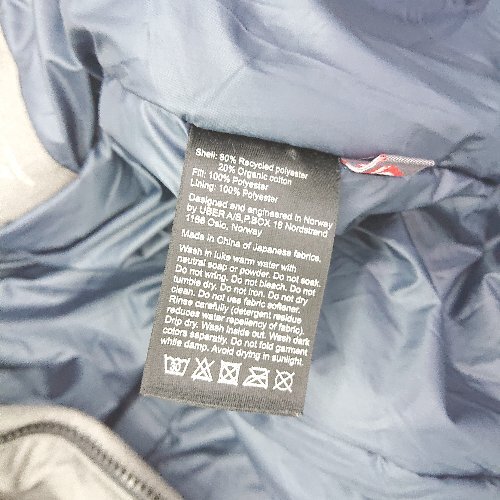 Shell: 80% Recycled polyester
20% Organic cotton
Fill: 100% Polyester
Lining: 100% Polyester
Designed and engineered in Norway
by UBER A/S,P.BOX 18 Nordstrand
1166 Oslo, Norway
Made in China of Japanese fabrics.
Wash in luke warm water with
neutral soap or powder. Do not soak.
Do not wring. Do not bleach. Do not
tumble dry. Do not iron. Do not dry
clean. Do not use fabric softener.
Rinse carefully (detergent residue
reduces water repellency of fabric).
Drip dry. Wash inside out. Wash dark
colors separatly. Do not fold garment
while damp. Avoid drying in sunlight.
30